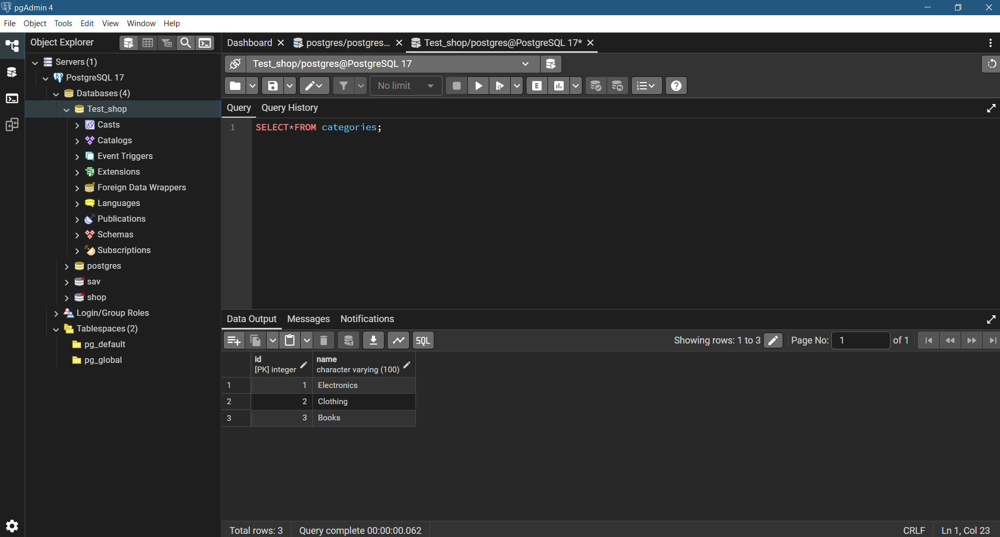 pgAdmin 4
File Object Tools Edit View Window Help
Object Explorer
Dashboard
postgres/postgres...
Test_shop/postgres@PostgreSQL 17*
Servers (1)
PostgreSQL 17
Databases (4)
Test_shop
Casts
Catalogs
Event Triggers
Extensions
Foreign Data Wrappers
Languages
Publications
Schemas
Subscriptions
postgres
sav
shop
Login/Group Roles
Tablespaces (2)
pg_default
pg_global
Test_shop/postgres@PostgreSQL 17
No limit
E
Query Query History
1 SELECT*FROM categories;
Data Output Messages Notifications
SQL
Showing rows: 1 to 3
Page No: 1 of 1
id
[PK] integer
name
character varying (100)
1 1 Electronics
2 2 Clothing
3 3 Books
Total rows: 3 Query complete 00:00:00.062 CRLF Ln 1, Col 23